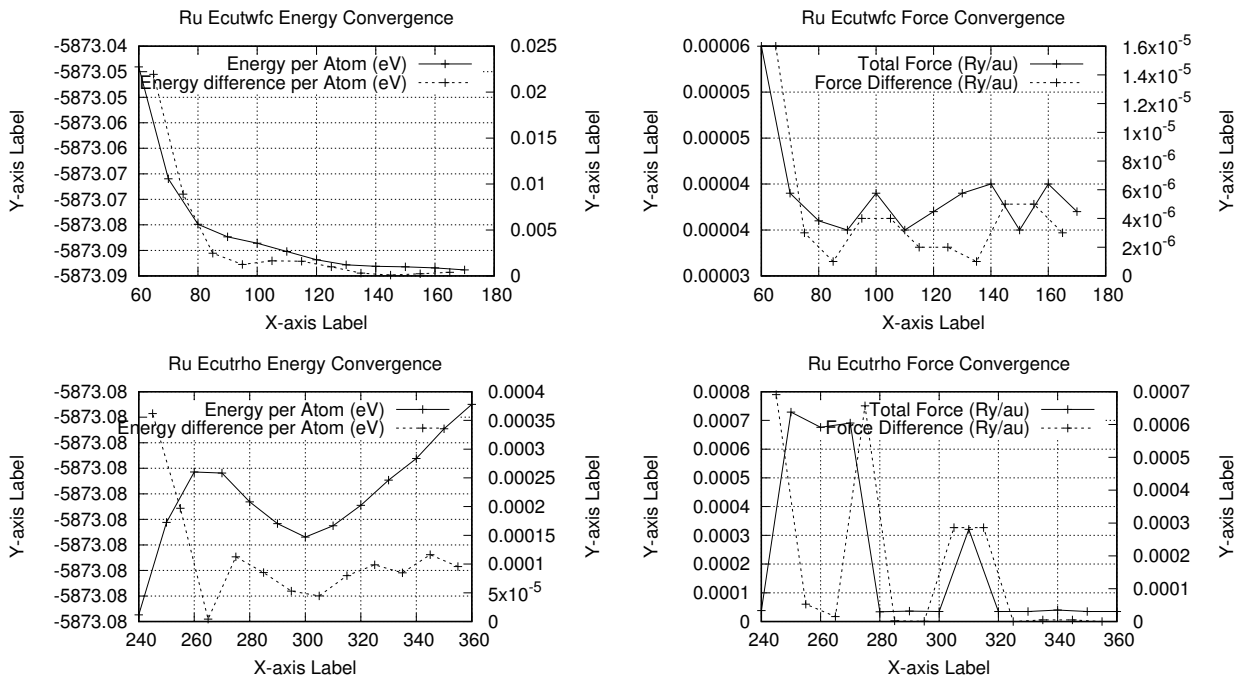 Ru Ecutwfc Energy Convergence
Y-axis Label
-5873.04
-5873.05
-5873.05
-5873.06
-5873.06
-5873.07
-5873.08
-5873.08
-5873.09
-5873.09
Energy per Atom (eV)
Energy difference per Atom (eV)
0.025
0.02
0.015
0.01
0.005
0
Y-axis Label
60 80 100 120 140 160 180
X-axis Label
Ru Ecutwfc Force Convergence
Y-axis Label
0.00006
0.00005
0.00005
0.00004
0.00004
0.00003
Total Force (Ry/au)
Force Difference (Ry/au)
1.6x10⁻⁵
1.4x10⁻⁵
1.2x10⁻⁵
1x10⁻⁵
8x10⁻⁶
6x10⁻⁶
4x10⁻⁶
2x10⁻⁶
0
Y-axis Label
60 80 100 120 140 160 180
X-axis Label
Ru Ecutrho Energy Convergence
Y-axis Label
-5873.08
-5873.08
-5873.08
-5873.08
-5873.08
-5873.08
-5873.08
-5873.08
-5873.08
-5873.08
Energy per Atom (eV)
Energy difference per Atom (eV)
0.0004
0.00035
0.0003
0.00025
0.0002
0.00015
0.0001
5x10⁻⁵
0
Y-axis Label
240 260 280 300 320 340 360
X-axis Label
Ru Ecutrho Force Convergence
Y-axis Label
0.0008
0.0007
0.0006
0.0005
0.0004
0.0003
0.0002
0.0001
0
Total Force (Ry/au)
Force Difference (Ry/au)
0.0007
0.0006
0.0005
0.0004
0.0003
0.0002
0.0001
0
Y-axis Label
240 260 280 300 320 340 360
X-axis Label